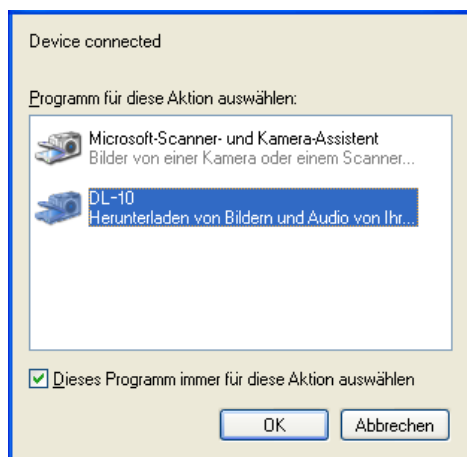 Device connected
Programm für diese Aktion auswählen:
Microsoft-Scanner- und Kamera-Assistent
Bilder von einer Kamera oder einem Scanner...
DL-10
Herunterladen von Bildern und Audio von Ihr...
Dieses Programm immer für diese Aktion auswählen
OK
Abbrechen